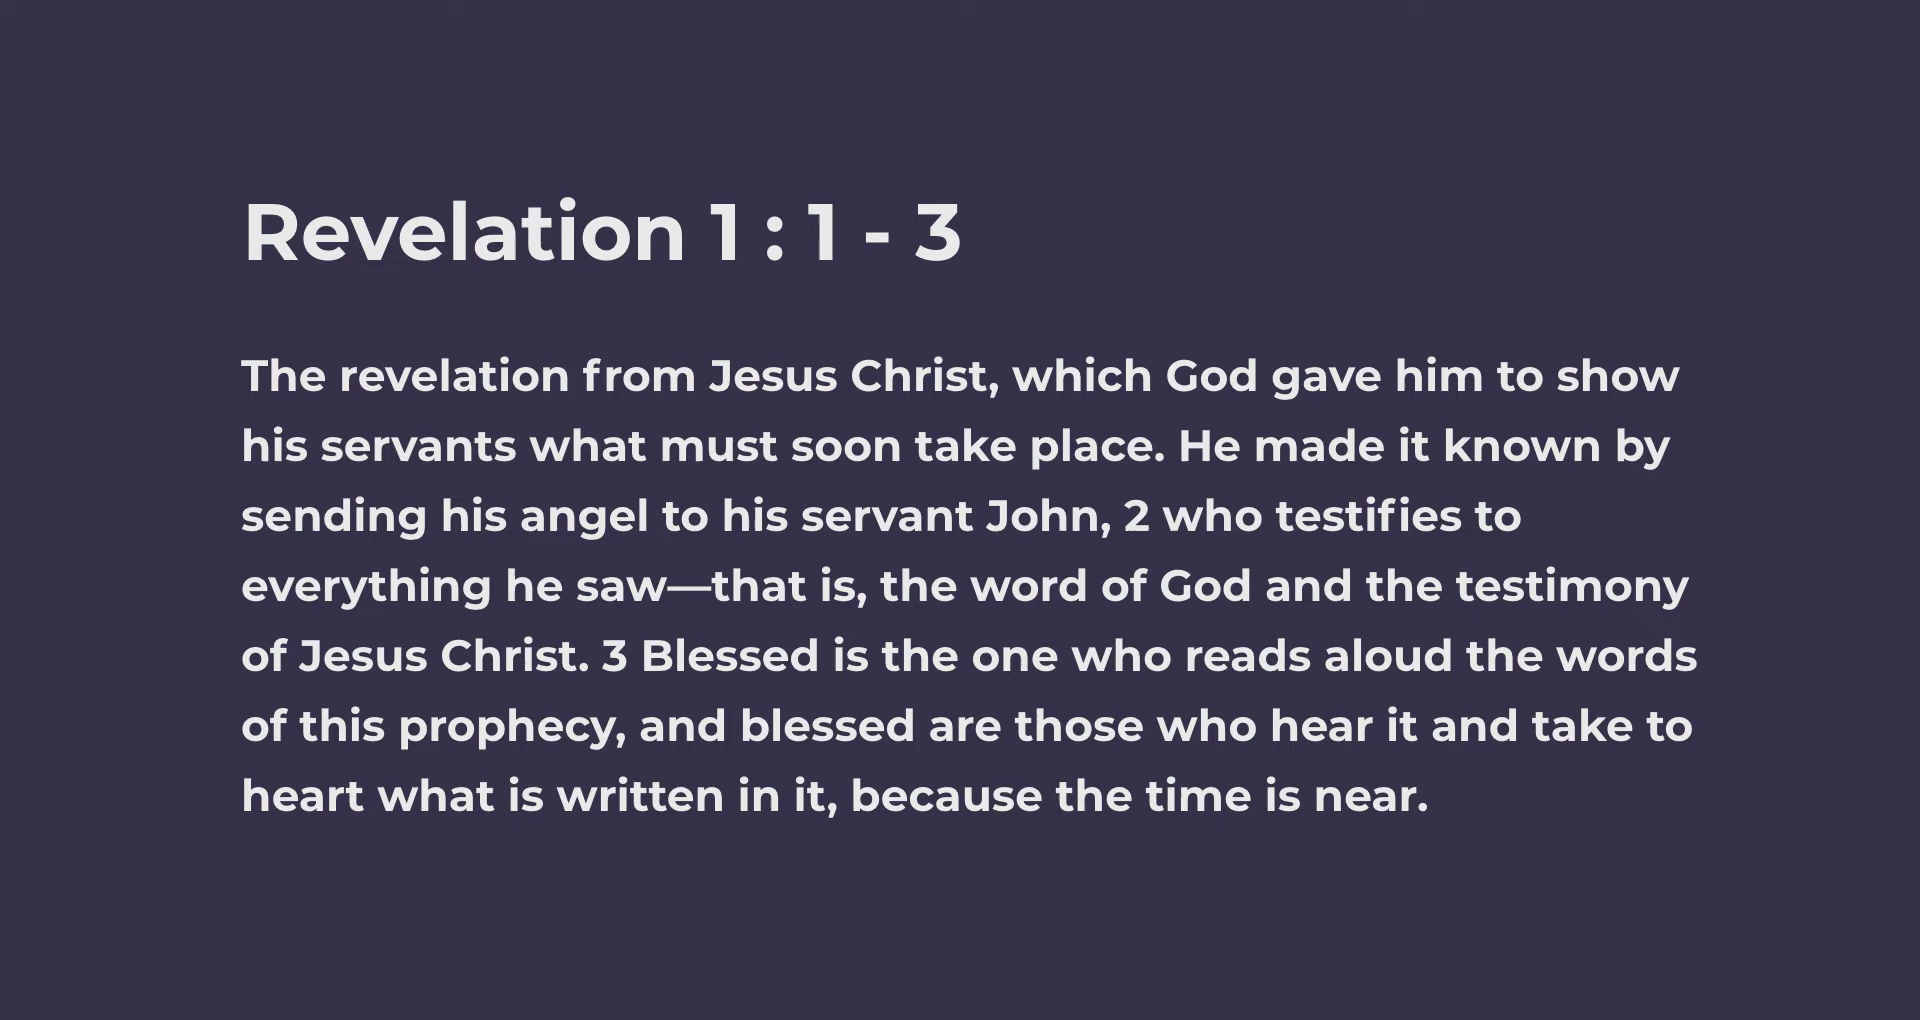 Revelation 1 : 1 - 3
The revelation from Jesus Christ, which God gave him to show
his servants what must soon take place. He made it known by
sending his angel to his servant John, 2 who testifies to
everything he saw—that is, the word of God and the testimony
of Jesus Christ. 3 Blessed is the one who reads aloud the words
of this prophecy, and blessed are those who hear it and take to
heart what is written in it, because the time is near.